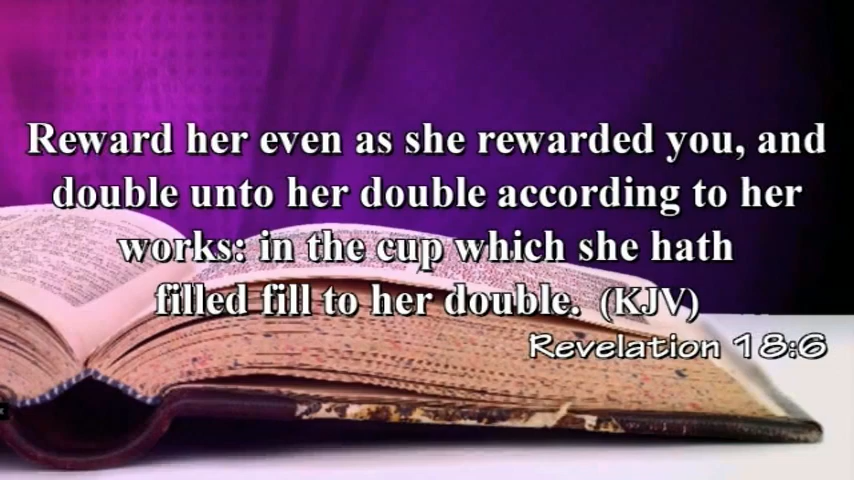 Reward her even as she rewarded you, and
double unto her double according to her
works: in the cup which she hath
filled fill to her double. (KJV)
Revelation 18:6